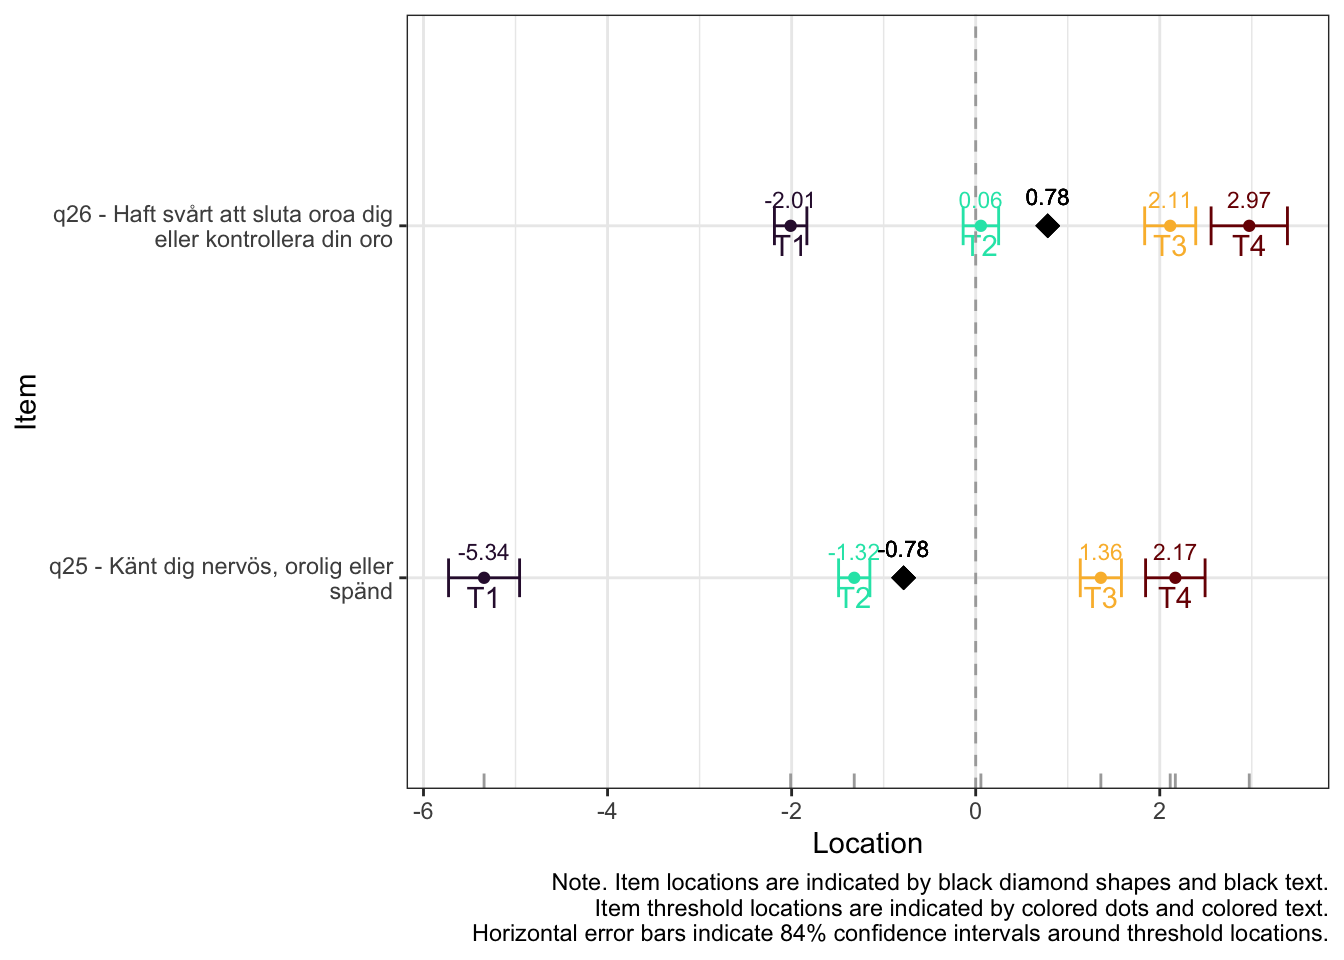 -2.01 0.06 0.78 2.11 2.97
q26 - Haft svårt att sluta oroa dig
eller kontrollera din oro
T1 T2 T3 T4
Item
-5.34 -1.32 -0.78 1.36 2.17
q25 - Känt dig nervös, orolig eller
spänd
T1 T2 T3 T4
-6 -4 -2 0 2
Location
Note. Item locations are indicated by black diamond shapes and black text.
Item threshold locations are indicated by colored dots and colored text.
Horizontal error bars indicate 84% confidence intervals around threshold locations.